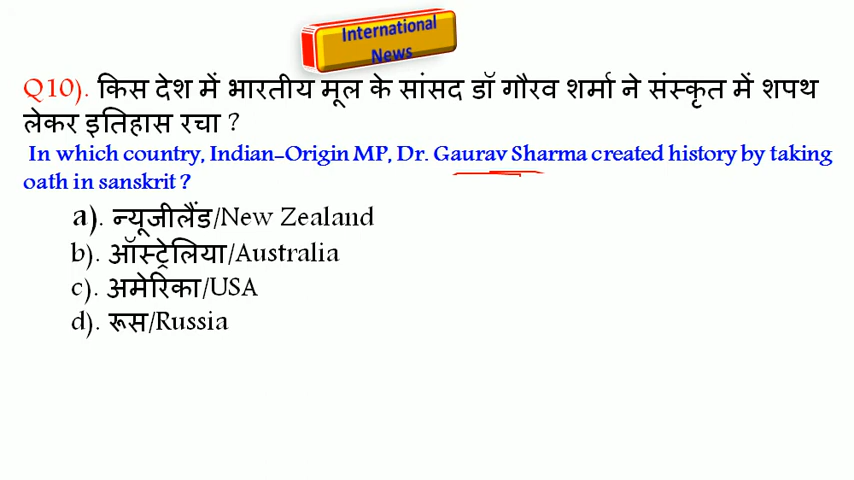 International
News
Q10). किस देश में भारतीय मूल के सांसद डॉ गौरव शर्मा ने संस्कृत में शपथ
लेकर इतिहास रचा ?
In which country, Indian-Origin MP, Dr. Gaurav Sharma created history by taking
oath in sanskrit ?
a). न्यूजीलैंड/New Zealand
b). ऑस्ट्रेलिया/Australia
c). अमेरिका/USA
d). रूस/Russia